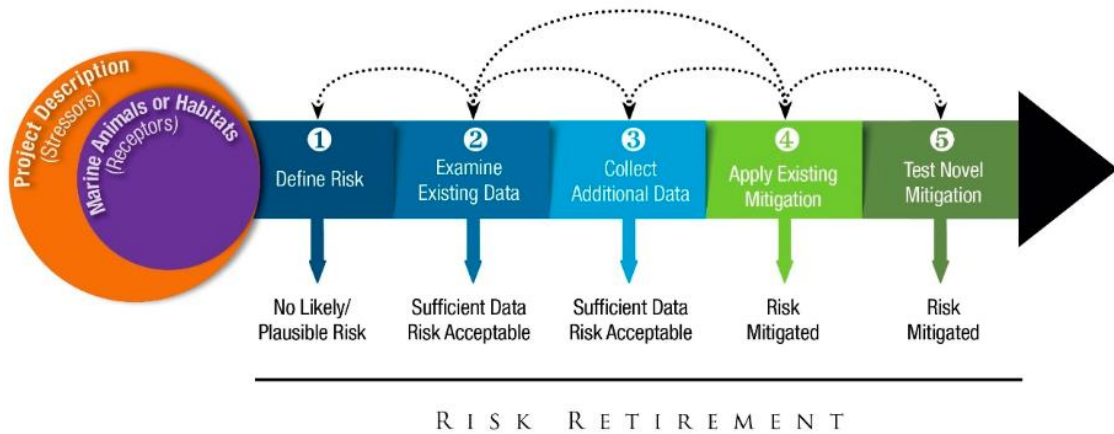 Project Description
(Stressors)
Marine Animals or Habitats
(Receptors)
1
Define Risk
2
Examine
Existing Data
3
Collect
Additional Data
4
Apply Existing
Mitigation
5
Test Novel
Mitigation
No Likely/
Plausible Risk
Sufficient Data
Risk Acceptable
Sufficient Data
Risk Acceptable
Risk
Mitigated
Risk
Mitigated
RISK RETIREMENT